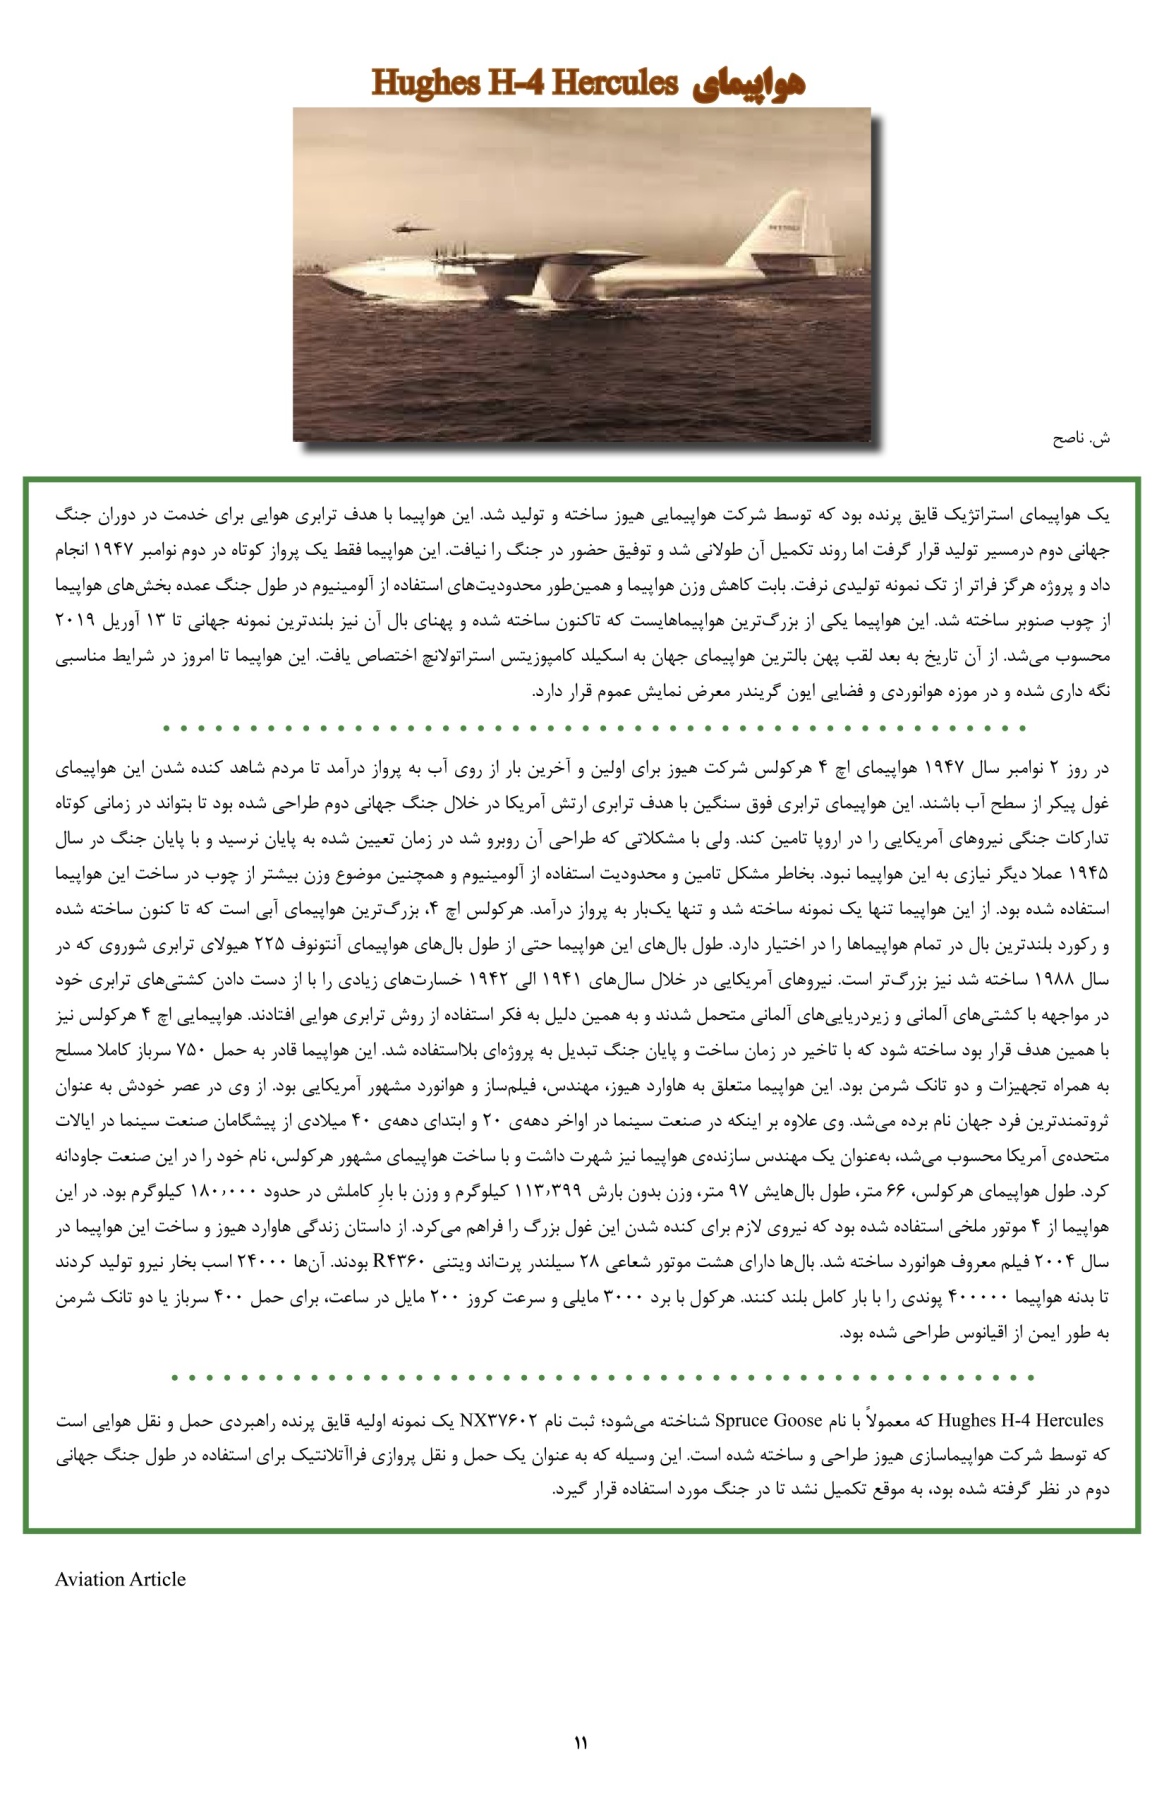 هواپیمای Hughes H-4 Hercules
ش. ناصح
یک هواپیمای استراتژیک قایق پرنده بود که توسط شرکت هواپیمایی هیوز ساخته و تولید شد. این هواپیما با هدف ترابری هوایی برای خدمت در دوران جنگ
جهانی دوم درمسیر تولید قرار گرفت اما روند تکمیل آن طولانی شد و توفیق حضور در جنگ را نیافت. این هواپیما فقط یک پرواز کوتاه در دوم نوامبر ۱۹۴۷ انجام
داد و پروژه هرگز فراتر از تک نمونه تولیدی نرفت. بابت کاهش وزن هواپیما و همین‌طور محدودیت‌های استفاده از آلومینیوم در طول جنگ عمده بخش‌های هواپیما
از چوب صنوبر ساخته شد. این هواپیما یکی از بزرگ‌ترین هواپیماهایست که تاکنون ساخته شده و پهنای بال آن نیز بلندترین نمونه جهانی تا ۱۳ آوریل ۲۰۱۹
محسوب می‌شد. از آن تاریخ به بعد لقب پهن بالترین هواپیمای جهان به اسکیلد کامپوزیتس استراتولانچ اختصاص یافت. این هواپیما تا امروز در شرایط مناسبی
نگه داری شده و در موزه هوانوردی و فضایی ایون گریندر معرض نمایش عموم قرار دارد.
در روز ۲ نوامبر سال ۱۹۴۷ هواپیمای اچ ۴ هرکولس شرکت هیوز برای اولین و آخرین بار از روی آب به پرواز درآمد تا مردم شاهد کنده شدن این هواپیمای
غول پیکر از سطح آب باشند. این هواپیمای ترابری فوق سنگین با هدف ترابری ارتش آمریکا در خلال جنگ جهانی دوم طراحی شده بود تا بتواند در زمانی کوتاه
تدارکات جنگی نیروهای آمریکایی را در اروپا تامین کند. ولی با مشکلاتی که طراحی آن روبرو شد در زمان تعیین شده به پایان نرسید و با پایان جنگ در سال
۱۹۴۵ عملا دیگر نیازی به این هواپیما نبود. بخاطر مشکل تامین و محدودیت استفاده از آلومینیوم و همچنین موضوع وزن بیشتر از چوب در ساخت این هواپیما
استفاده شده بود. از این هواپیما تنها یک نمونه ساخته شد و تنها یک‌بار به پرواز درآمد. هرکولس اچ ۴، بزرگ‌ترین هواپیمای آبی است که تا کنون ساخته شده
و رکورد بلندترین بال در تمام هواپیماها را در اختیار دارد. طول بال‌های این هواپیما حتی از طول بال‌های هواپیمای آنتونوف ۲۲۵ هیولای ترابری شوروی که در
سال ۱۹۸۸ ساخته شد نیز بزرگ‌تر است. نیروهای آمریکایی در خلال سال‌های ۱۹۴۱ الی ۱۹۴۲ خسارت‌های زیادی را با از دست دادن کشتی‌های ترابری خود
در مواجهه با کشتی‌های آلمانی و زیردریایی‌های آلمانی متحمل شدند و به همین دلیل به فکر استفاده از روش ترابری هوایی افتادند. هواپیمایی اچ ۴ هرکولس نیز
با همین هدف قرار بود ساخته شود که با تاخیر در زمان ساخت و پایان جنگ تبدیل به پروژه‌ای بلااستفاده شد. این هواپیما قادر به حمل ۷۵۰ سرباز کاملا مسلح
به همراه تجهیزات و دو تانک شرمن بود. این هواپیما متعلق به هاوارد هیوز، مهندس، فیلم‌ساز و هوانورد مشهور آمریکایی بود. از وی در عصر خودش به عنوان
ثروتمندترین فرد جهان نام برده می‌شد. وی علاوه بر اینکه در صنعت سینما در اواخر دهه‌ی ۲۰ و ابتدای دهه‌ی ۴۰ میلادی از پیشگامان صنعت سینما در ایالات
متحده‌ی آمریکا محسوب می‌شد، به‌عنوان یک مهندس سازنده‌ی هواپیما نیز شهرت داشت و با ساخت هواپیمای مشهور هرکولس، نام خود را در این صنعت جاودانه
کرد. طول هواپیمای هرکولس، ۶۶ متر، طول بال‌هایش ۹۷ متر، وزن بدون بارش ۱۱۳٫۳۹۹ کیلوگرم و وزن با بارِ کاملش در حدود ۱۸۰٫۰۰۰ کیلوگرم بود. در این
هواپیما از ۴ موتور ملخی استفاده شده بود که نیروی لازم برای کنده شدن این غول بزرگ را فراهم می‌کرد. از داستان زندگی هاوارد هیوز و ساخت این هواپیما در
سال ۲۰۰۴ فیلم معروف هوانورد ساخته شد. بال‌ها دارای هشت موتور شعاعی ۲۸ سیلندر پرت‌اند ویتنی R۴۳۶۰ بودند. آن‌ها ۲۴۰۰۰ اسب بخار نیرو تولید کردند
تا بدنه هواپیما ۴۰۰۰۰۰ پوندی را با بار کامل بلند کنند. هرکول با برد ۳۰۰۰ مایلی و سرعت کروز ۲۰۰ مایل در ساعت، برای حمل ۴۰۰ سرباز یا دو تانک شرمن
به طور ایمن از اقیانوس طراحی شده بود.
Hughes H-4 Hercules که معمولاً با نام Spruce Goose شناخته می‌شود؛ ثبت نام NX۳۷۶۰۲ یک نمونه اولیه قایق پرنده راهبردی حمل و نقل هوایی است
که توسط شرکت هواپیماسازی هیوز طراحی و ساخته شده است. این وسیله که به عنوان یک حمل و نقل پروازی فراآتلانتیک برای استفاده در طول جنگ جهانی
دوم در نظر گرفته شده بود، به موقع تکمیل نشد تا در جنگ مورد استفاده قرار گیرد.
Aviation Article
۱۱